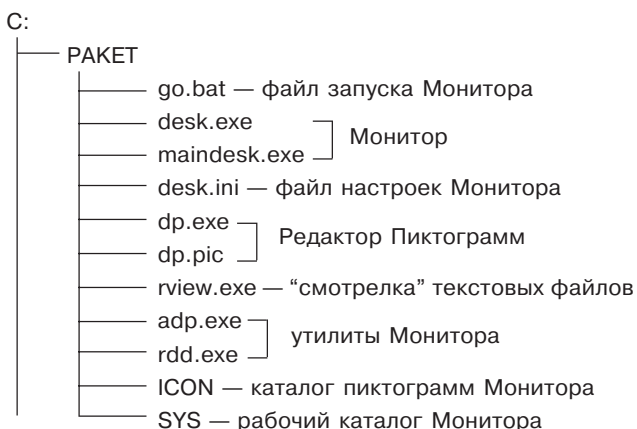 C:
PAKET
go.bat — файл запуска Монитора
desk.exe
Монитор
maindesk.exe
desk.ini — файл настроек Монитора
dp.exe
Редактор Пиктограмм
dp.pic
rview.exe — “смотрелка” текстовых файлов
adp.exe
утилиты Монитора
rdd.exe
ICON — каталог пиктограмм Монитора
SYS — рабочий каталог Монитора